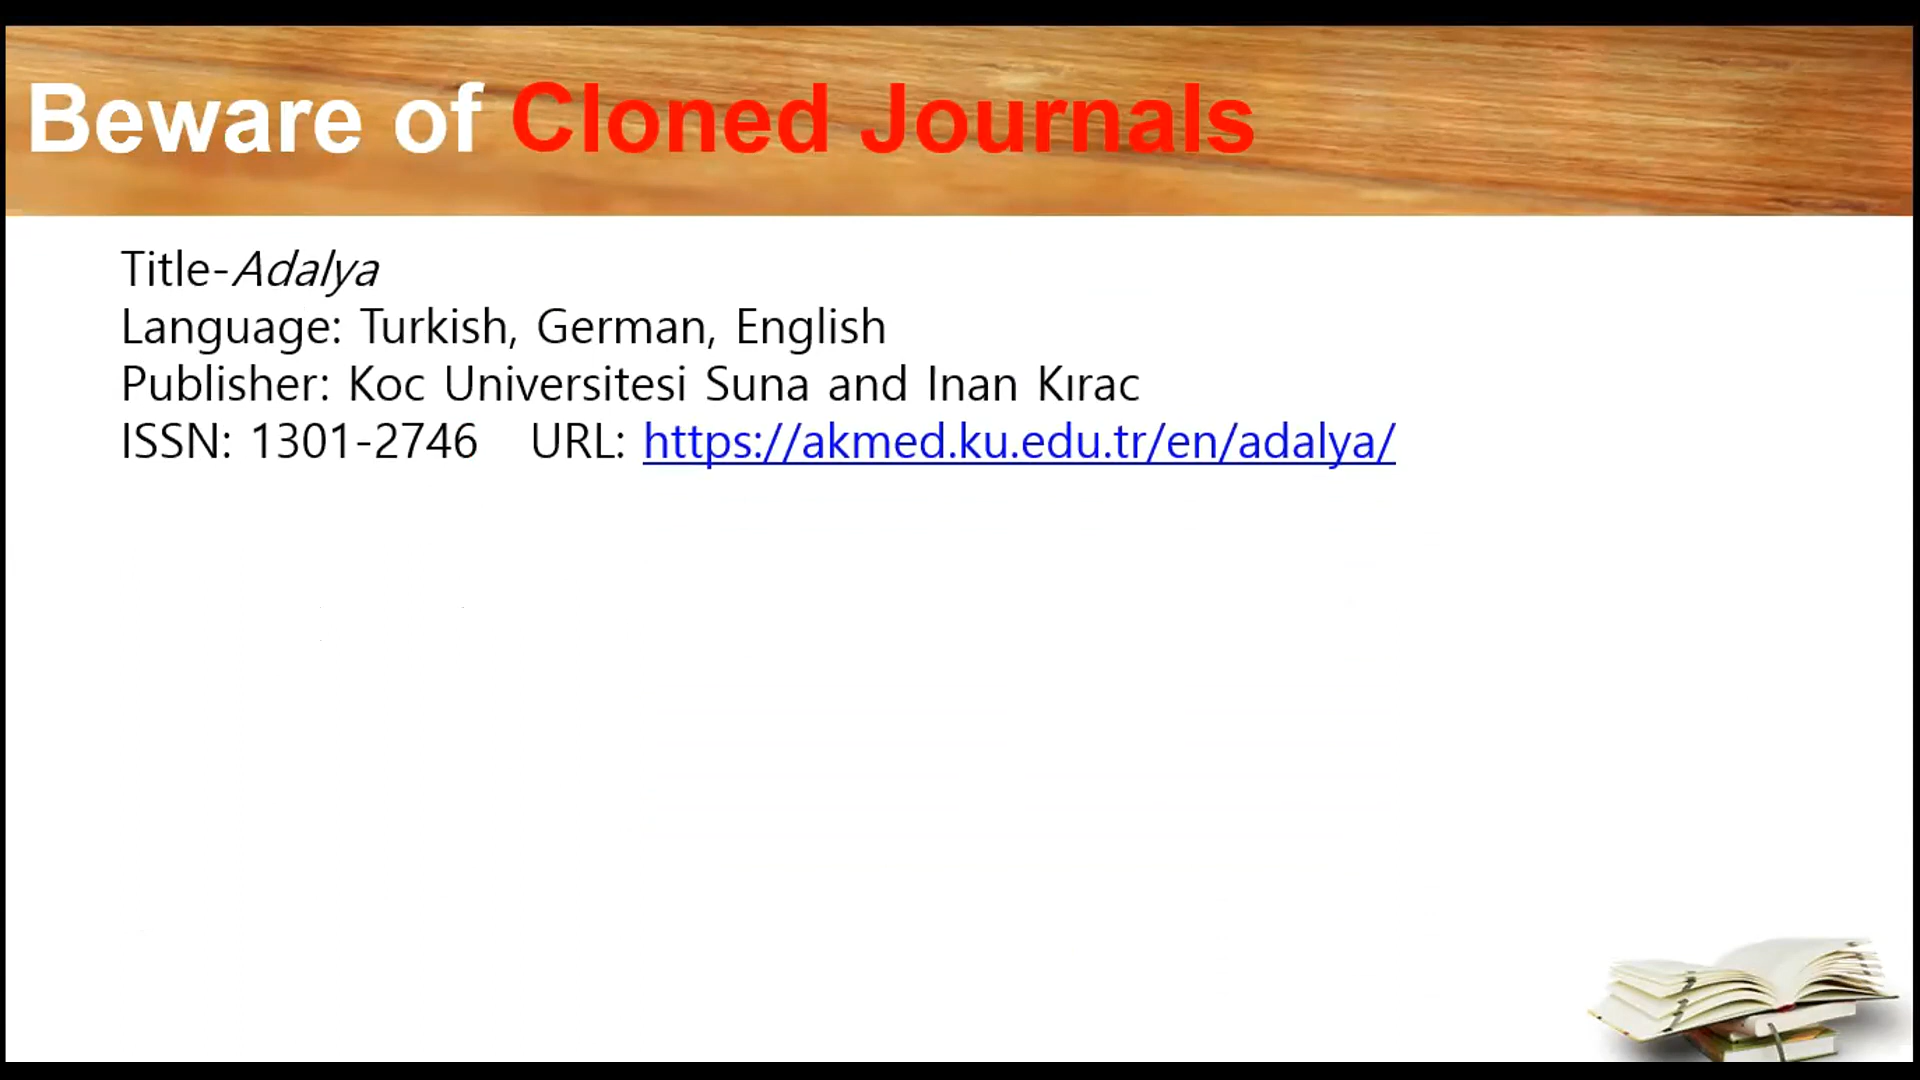 Beware of Cloned Journals
Title-Adalya
Language: Turkish, German, English
Publisher: Koc Universitesi Suna and Inan Kırac
ISSN: 1301-2746 URL: https://akmed.ku.edu.tr/en/adalya/